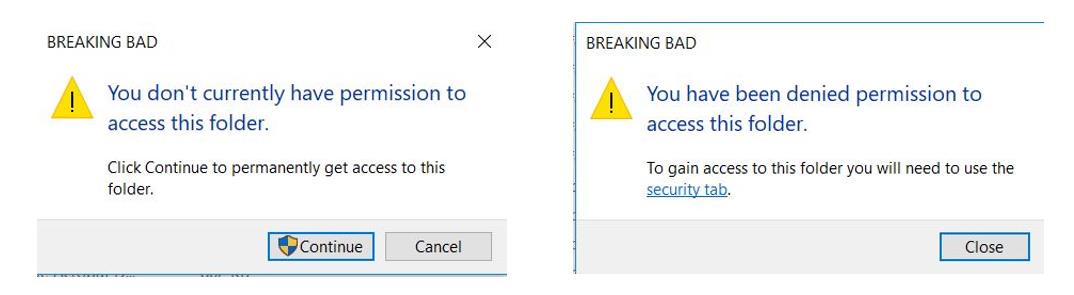 BREAKING BAD
You don't currently have permission to
access this folder.
Click Continue to permanently get access to this
folder.
Continue
Cancel
BREAKING BAD
You have been denied permission to
access this folder.
To gain access to this folder you will need to use the
security tab.
Close